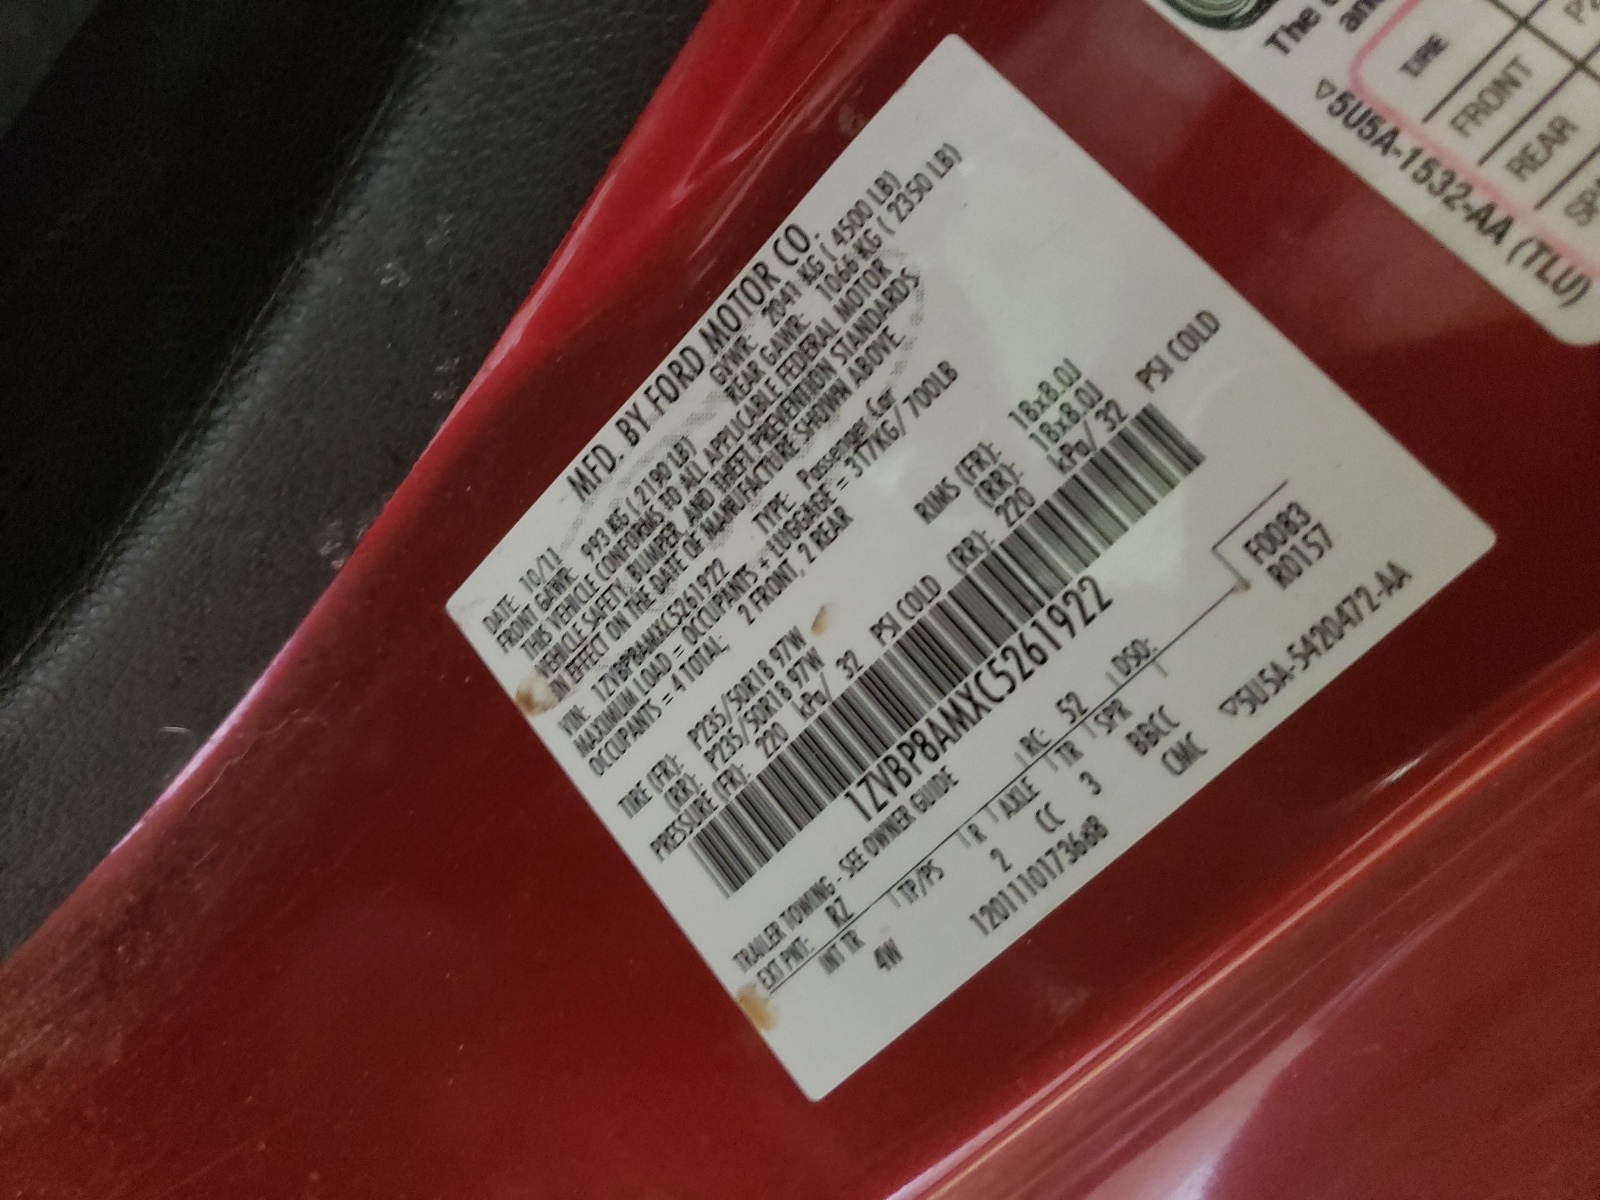 MFD. BY FORD MOTOR CO.
DATE: 10/11 GVWR: 2041 KG ( 4500 LB)
FRONT GAWR: 993 KG ( 2190 LB) REAR GAWR: 1066 KG ( 2350 LB)
THIS VEHICLE CONFORMS TO ALL APPLICABLE FEDERAL MOTOR
VEHICLE SAFETY, BUMPER, AND THEFT PREVENTION STANDARDS
IN EFFECT ON THE DATE OF MANUFACTURE SHOWN ABOVE.
VIN: 1ZVBP8AMXC5261922 TYPE: Passenger Car
MAXIMUM LOAD = OCCUPANTS + LUGGAGE = 317KG/ 700LB
OCCUPANTS = 4 TOTAL: 2 FRONT, 2 REAR
TIRE (FR): P235/50R18 97W RIMS (FR): 18x8.0J
(RR): P235/50R18 97W (RR): 18x8.0J
PRESSURE (FR): 220 kPa/ 32 PSI COLD (RR): 220 kPa/ 32 PSI COLD
1ZVBP8AMXC5261922
TRAILER TOWING - SEE OWNER GUIDE
EXT PNT: RZ RC: 52 DSO: F00B3
R0157
INT TR TP/PS R AXLE TR SPR
4W 2 CC 3 BBCC
CMC
1201110173688
▽5U5A-5420472-AA
The
TIRE
FRONT
REAR
▽5U5A-1532-AA (TLU)